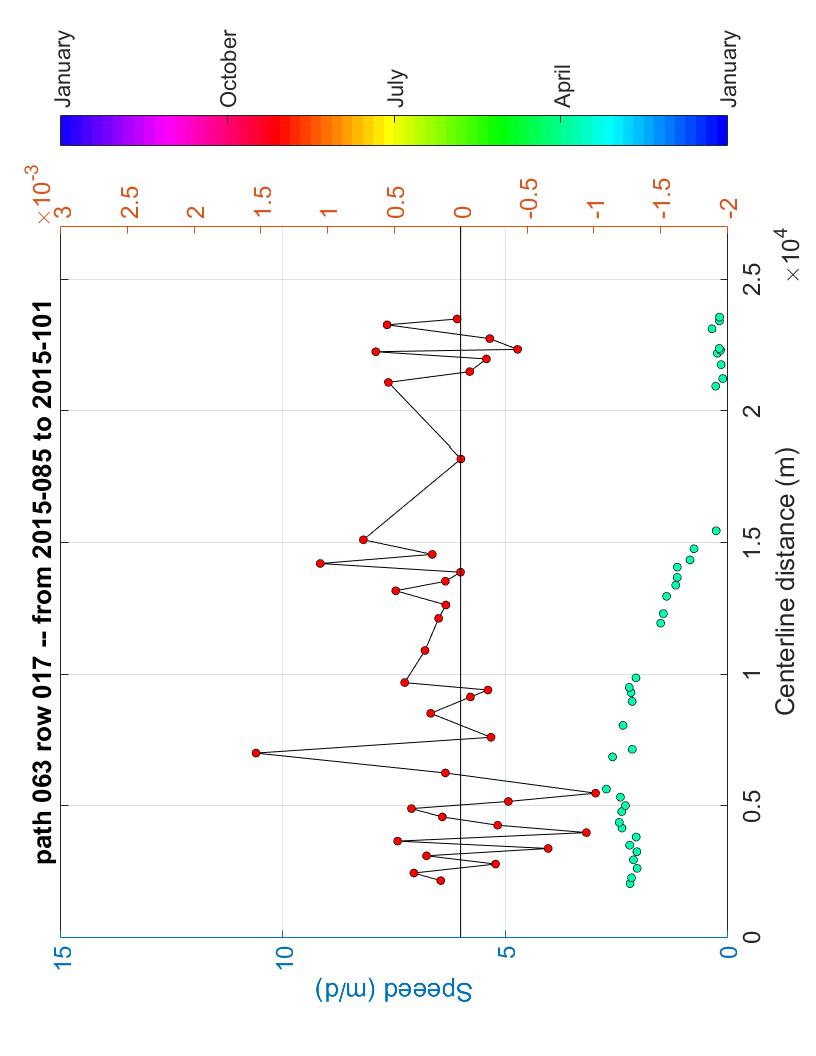 path 063 row 017 -- from 2015-085 to 2015-101
15
10
5
0
Speeed (m/d)
×10⁻³
3
2.5
2
1.5
1
0.5
0
-0.5
-1
-1.5
-2
0
0.5
1
1.5
2
2.5
×10⁴
Centerline distance (m)
January
October
July
April
January